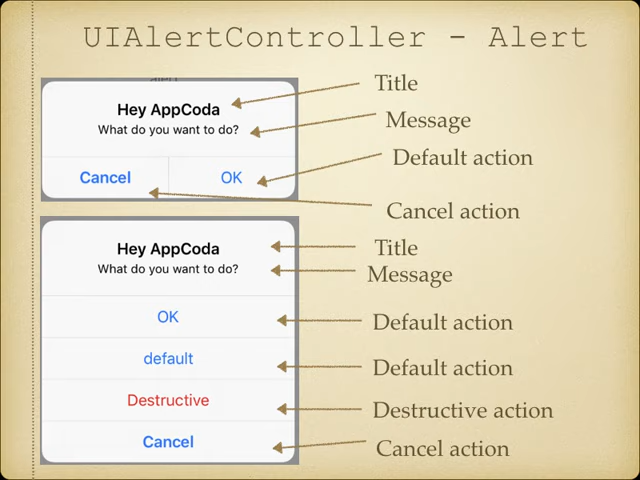 UIAlertController - Alert
Hey AppCoda
What do you want to do?
Cancel
OK
Title
Message
Default action
Cancel action
Hey AppCoda
What do you want to do?
OK
default
Destructive
Cancel
Title
Message
Default action
Default action
Destructive action
Cancel action